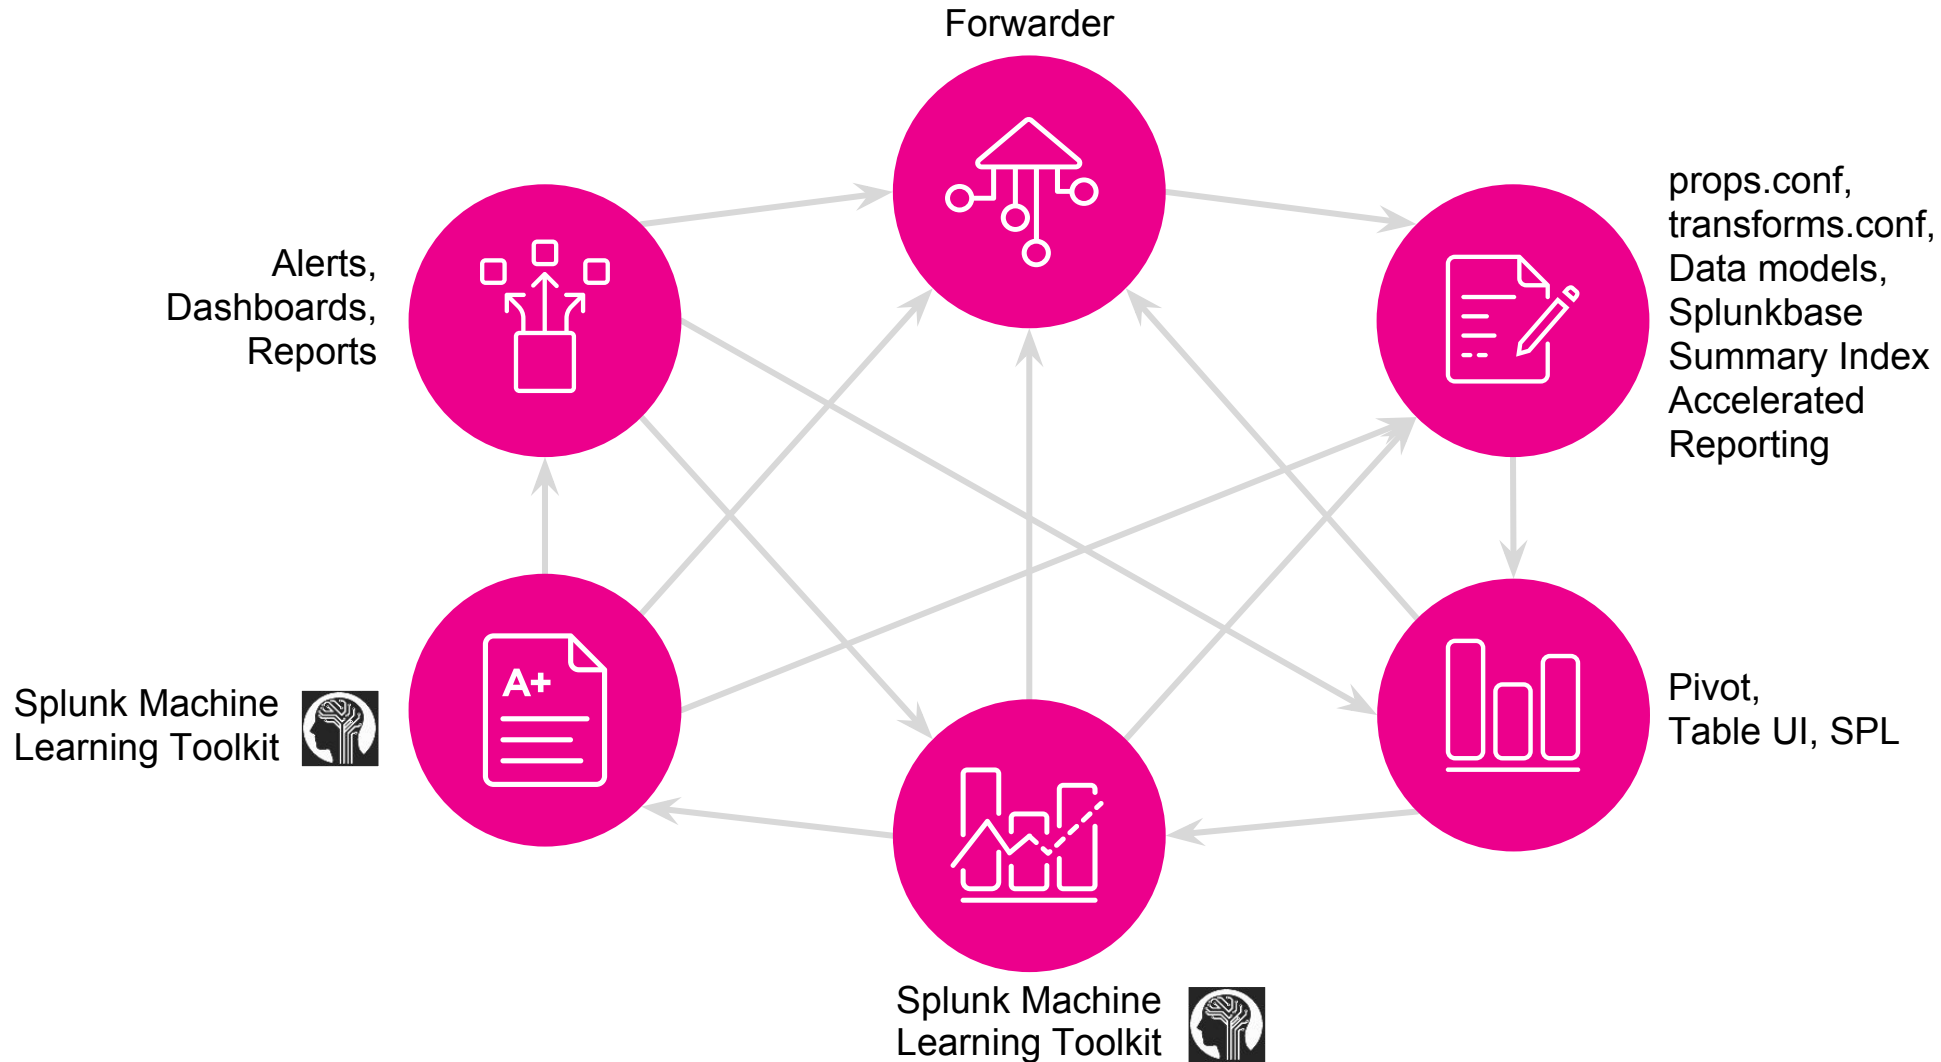 Forwarder
props.conf,
transforms.conf,
Data models,
Splunkbase
Summary Index
Accelerated
Reporting
Alerts,
Dashboards,
Reports
A+
Splunk Machine
Learning Toolkit
Pivot,
Table UI, SPL
Splunk Machine
Learning Toolkit